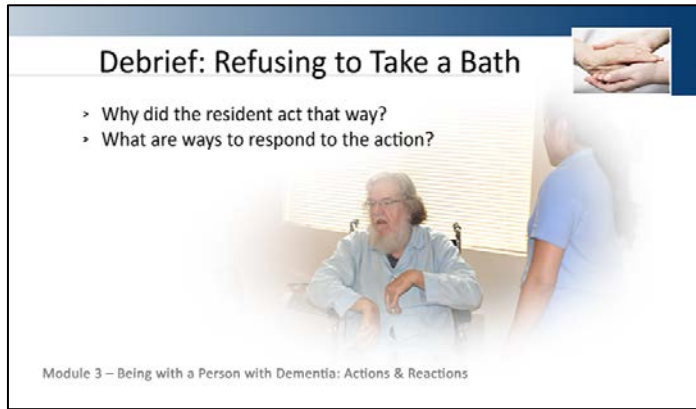 Debrief: Refusing to Take a Bath
> Why did the resident act that way?
> What are ways to respond to the action?
Module 3 – Being with a Person with Dementia: Actions & Reactions